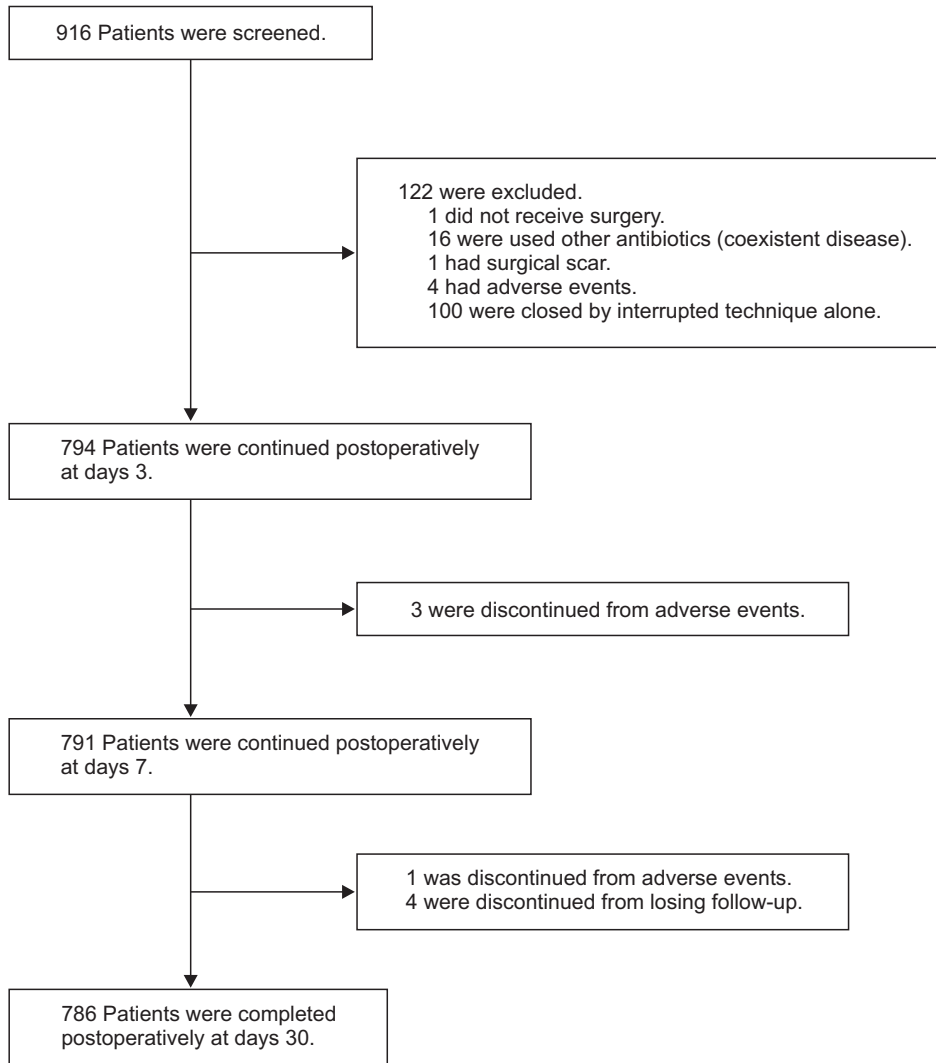 916 Patients were screened.
122 were excluded.
1 did not receive surgery.
16 were used other antibiotics (coexistent disease).
1 had surgical scar.
4 had adverse events.
100 were closed by interrupted technique alone.
794 Patients were continued postoperatively
at days 3.
3 were discontinued from adverse events.
791 Patients were continued postoperatively
at days 7.
1 was discontinued from adverse events.
4 were discontinued from losing follow-up.
786 Patients were completed
postoperatively at days 30.